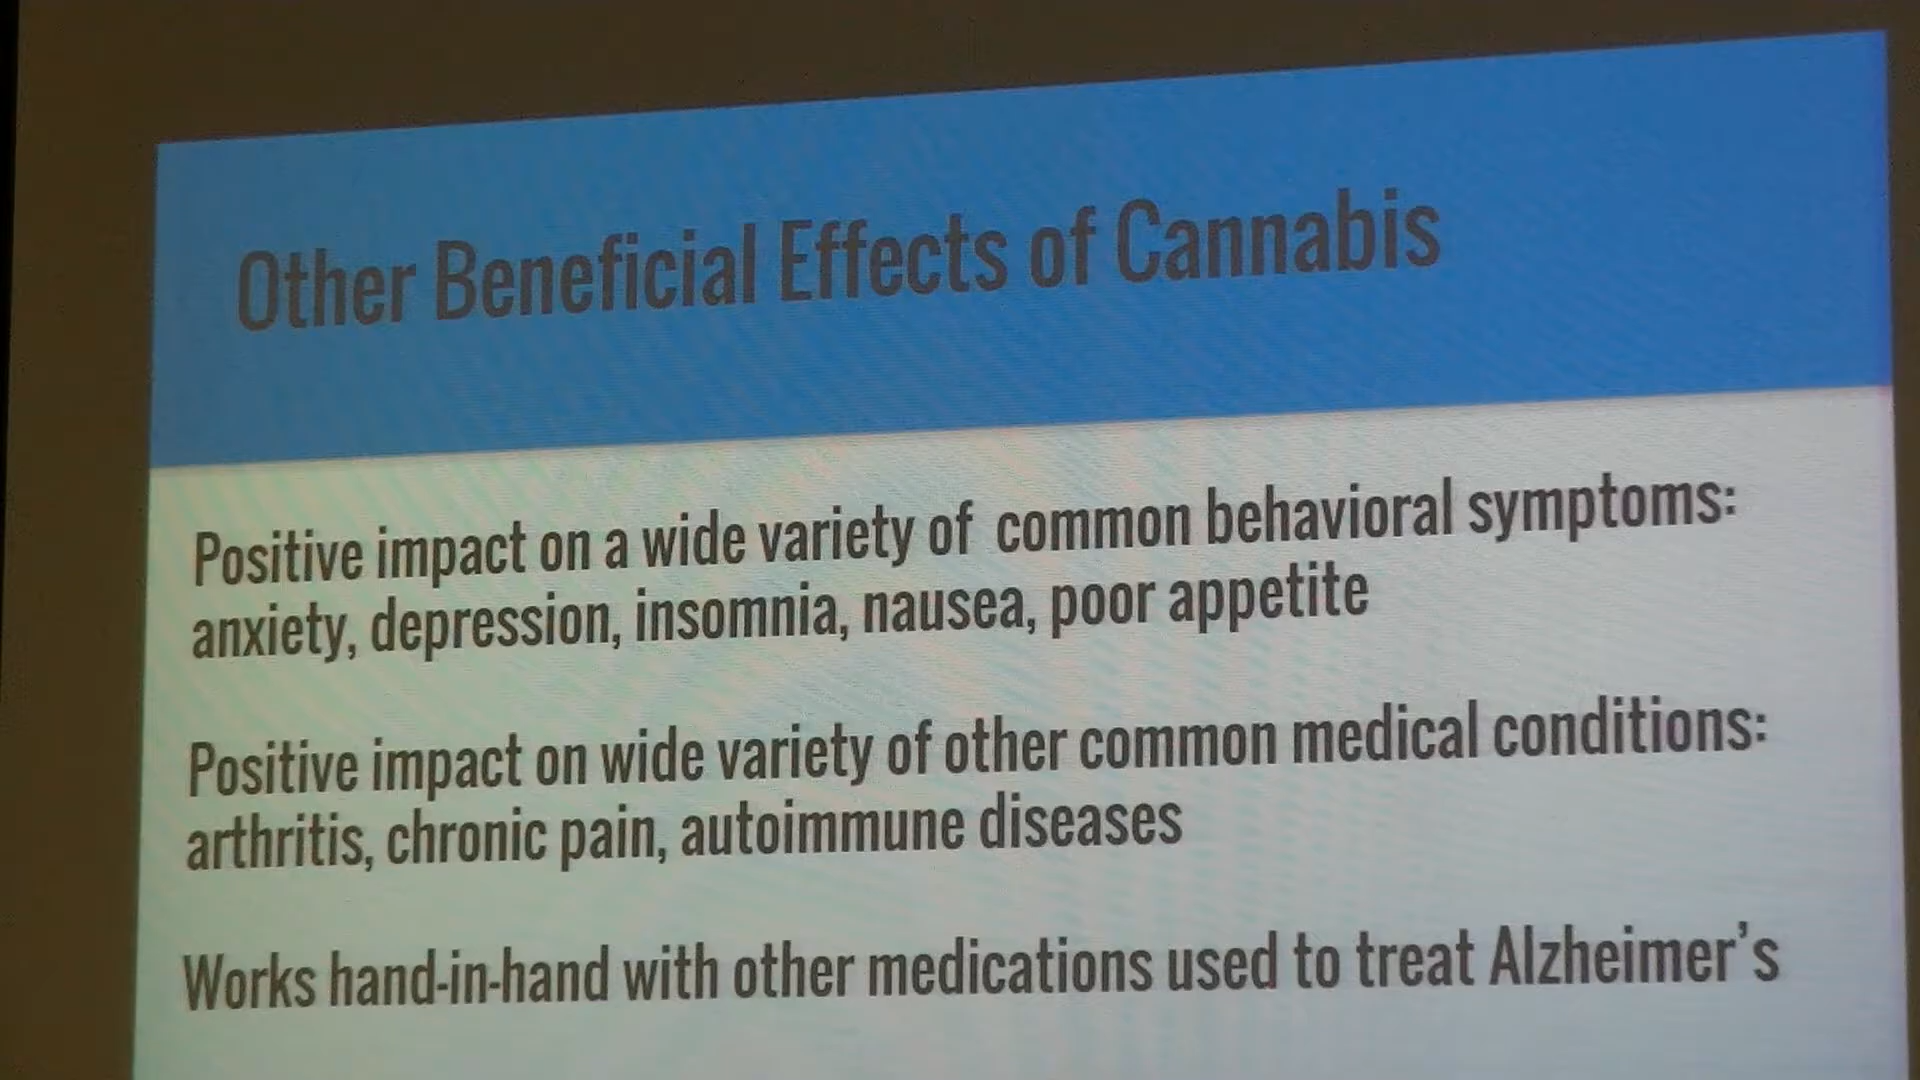 Other Beneficial Effects of Cannabis
Positive impact on a wide variety of common behavioral symptoms:
anxiety, depression, insomnia, nausea, poor appetite
Positive impact on wide variety of other common medical conditions:
arthritis, chronic pain, autoimmune diseases
Works hand-in-hand with other medications used to treat Alzheimer's